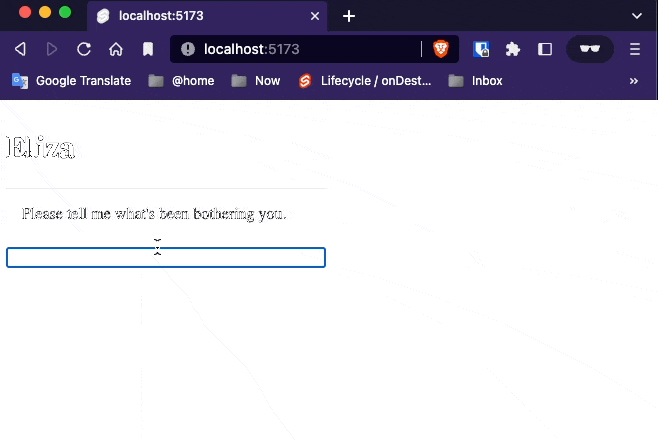 localhost:5173
localhost:5173
Google Translate @home Now Lifecycle / onDest... Inbox »
Eliza
Please tell me what's been bothering you.